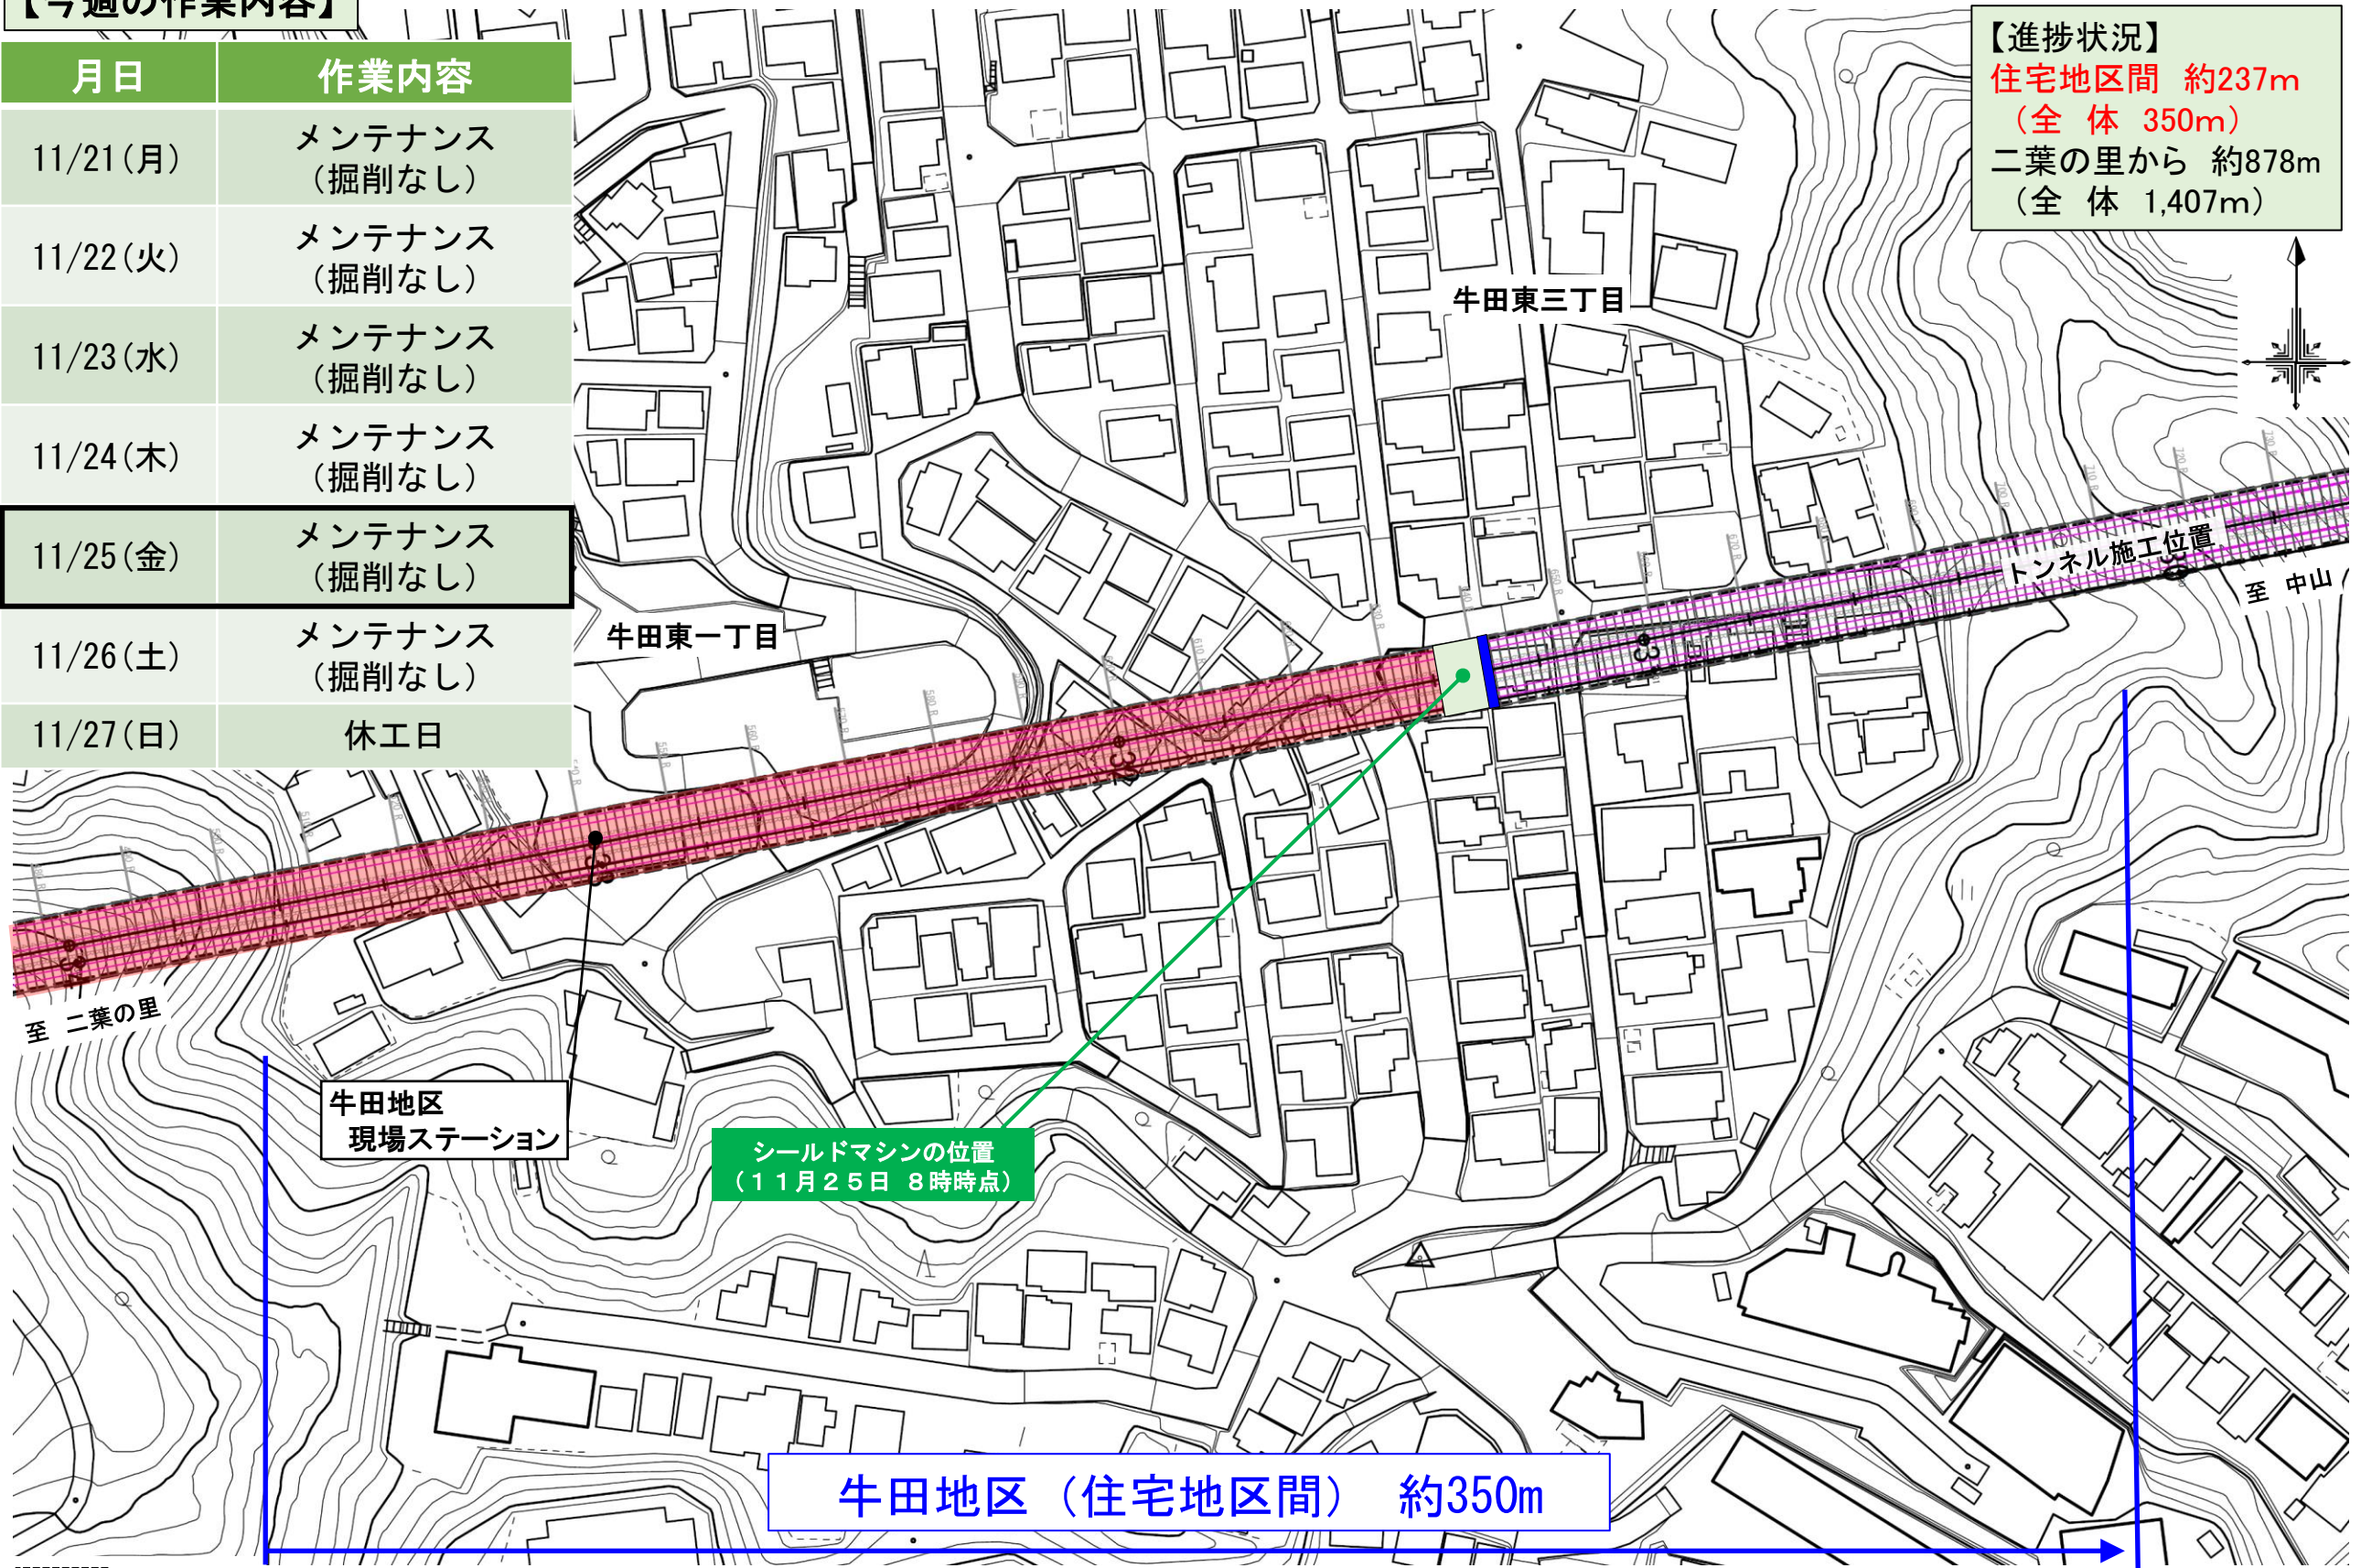 【今週の作業内容】
月日 作業内容
11/21(月) メンテナンス
（掘削なし）
11/22(火) メンテナンス
（掘削なし）
11/23(水) メンテナンス
（掘削なし）
11/24(木) メンテナンス
（掘削なし）
11/25(金) メンテナンス
（掘削なし）
11/26(土) メンテナンス
（掘削なし）
11/27(日) 休工日
【進捗状況】
住宅地区間 約237m
（全 体 350m）
二葉の里から 約878m
（全 体 1,407m）
牛田東三丁目
トンネル施工位置
至 中山
牛田東一丁目
33
32
34
至 二葉の里
牛田地区
現場ステーション
シールドマシンの位置
（１１月２５日 ８時時点）
牛田地区（住宅地区間） 約350m